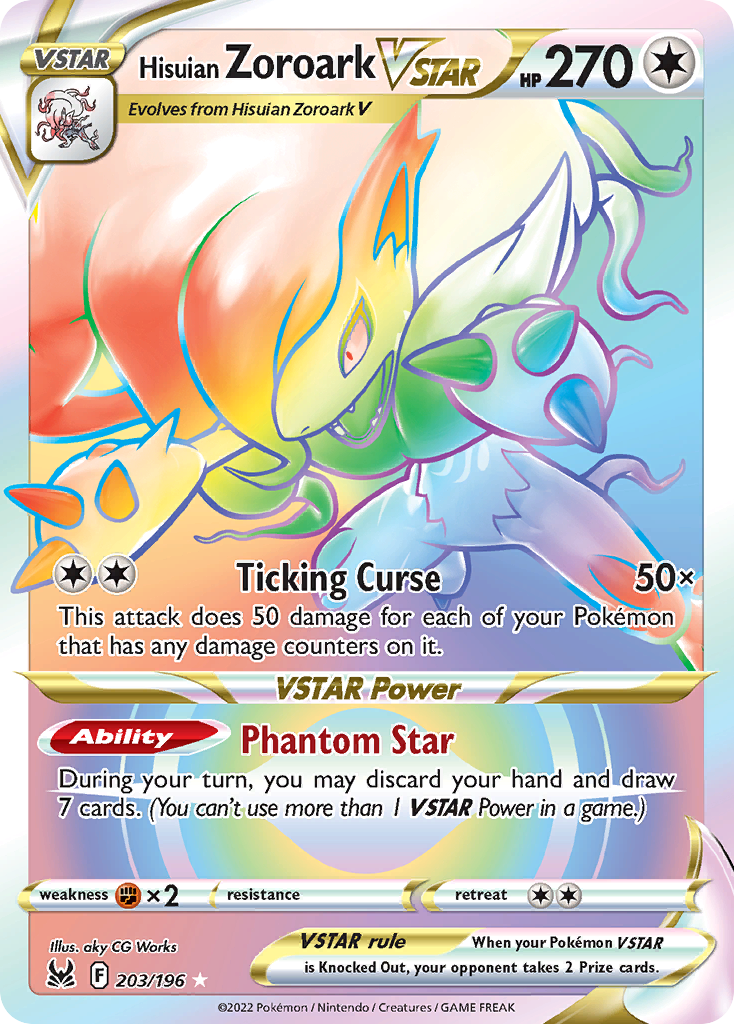 VSTAR Hisuian Zoroark VSTAR HP 270
Evolves from Hisuian Zoroark V
Ticking Curse 50×
This attack does 50 damage for each of your Pokémon
that has any damage counters on it.
VSTAR Power
Ability Phantom Star
During your turn, you may discard your hand and draw
7 cards. (You can't use more than 1 VSTAR Power in a game.)
weakness ×2 resistance retreat
Illus. aky CG Works
VSTAR rule When your Pokémon VSTAR
is Knocked Out, your opponent takes 2 Prize cards.
F 203/196
©2022 Pokémon / Nintendo / Creatures / GAME FREAK